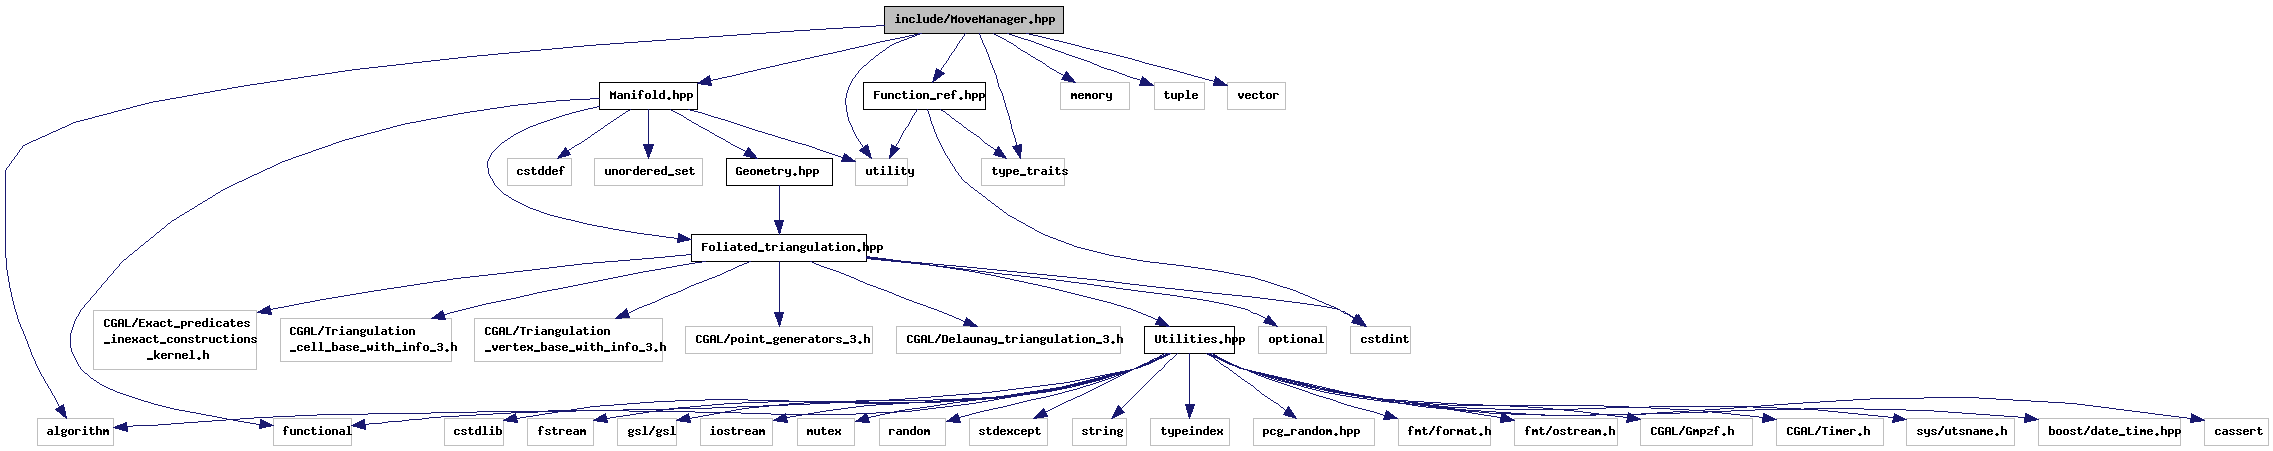 include/MoveManager.hpp
Manifold.hpp
Function_ref.hpp
memory
tuple
vector
cstddef
unordered_set
Geometry.hpp
utility
type_traits
Foliated_triangulation.hpp
CGAL/Exact_predicates
_inexact_constructions
_kernel.h
CGAL/Triangulation
_cell_base_with_info_3.h
CGAL/Triangulation
_vertex_base_with_info_3.h
CGAL/point_generators_3.h
CGAL/Delaunay_triangulation_3.h
Utilities.hpp
optional
cstdint
algorithm
functional
cstdlib
fstream
gsl/gsl
iostream
mutex
random
stdexcept
string
typeindex
pcg_random.hpp
fmt/format.h
fmt/ostream.h
CGAL/Gmpzf.h
CGAL/Timer.h
sys/utsname.h
boost/date_time.hpp
cassert